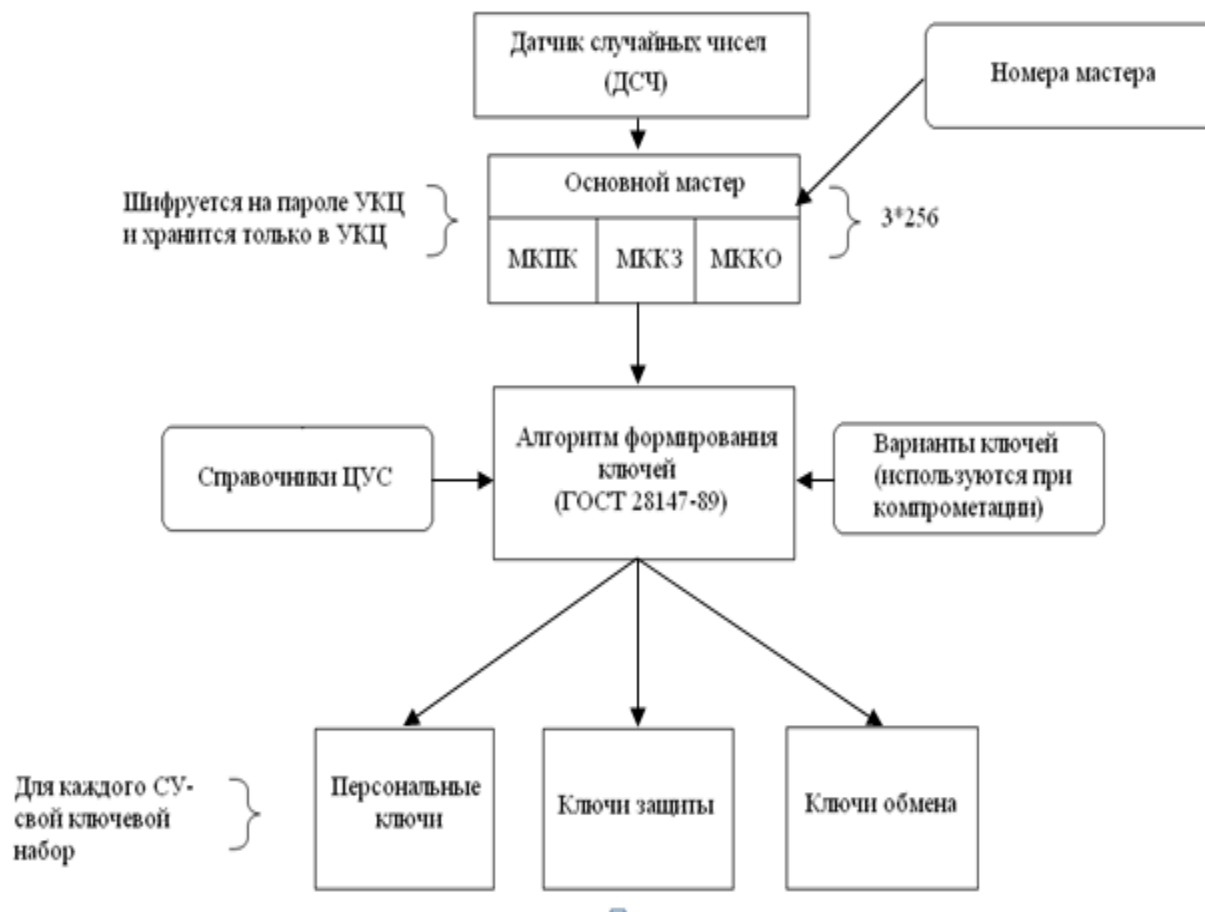 Датчик случайных чисел
(ДСЧ)
Номера мастера
Основной мастер
Шифруется на пароле УКЦ
и хранится только в УКЦ
3*256
МКПК
МККЗ
МККО
Алгоритм формирования
ключей
(ГОСТ 28147-89)
Справочники ЦУС
Варианты ключей
(используются при
компрометации)
Для каждого СУ-
свой ключевой
набор
Персональные
ключи
Ключи защиты
Ключи обмена